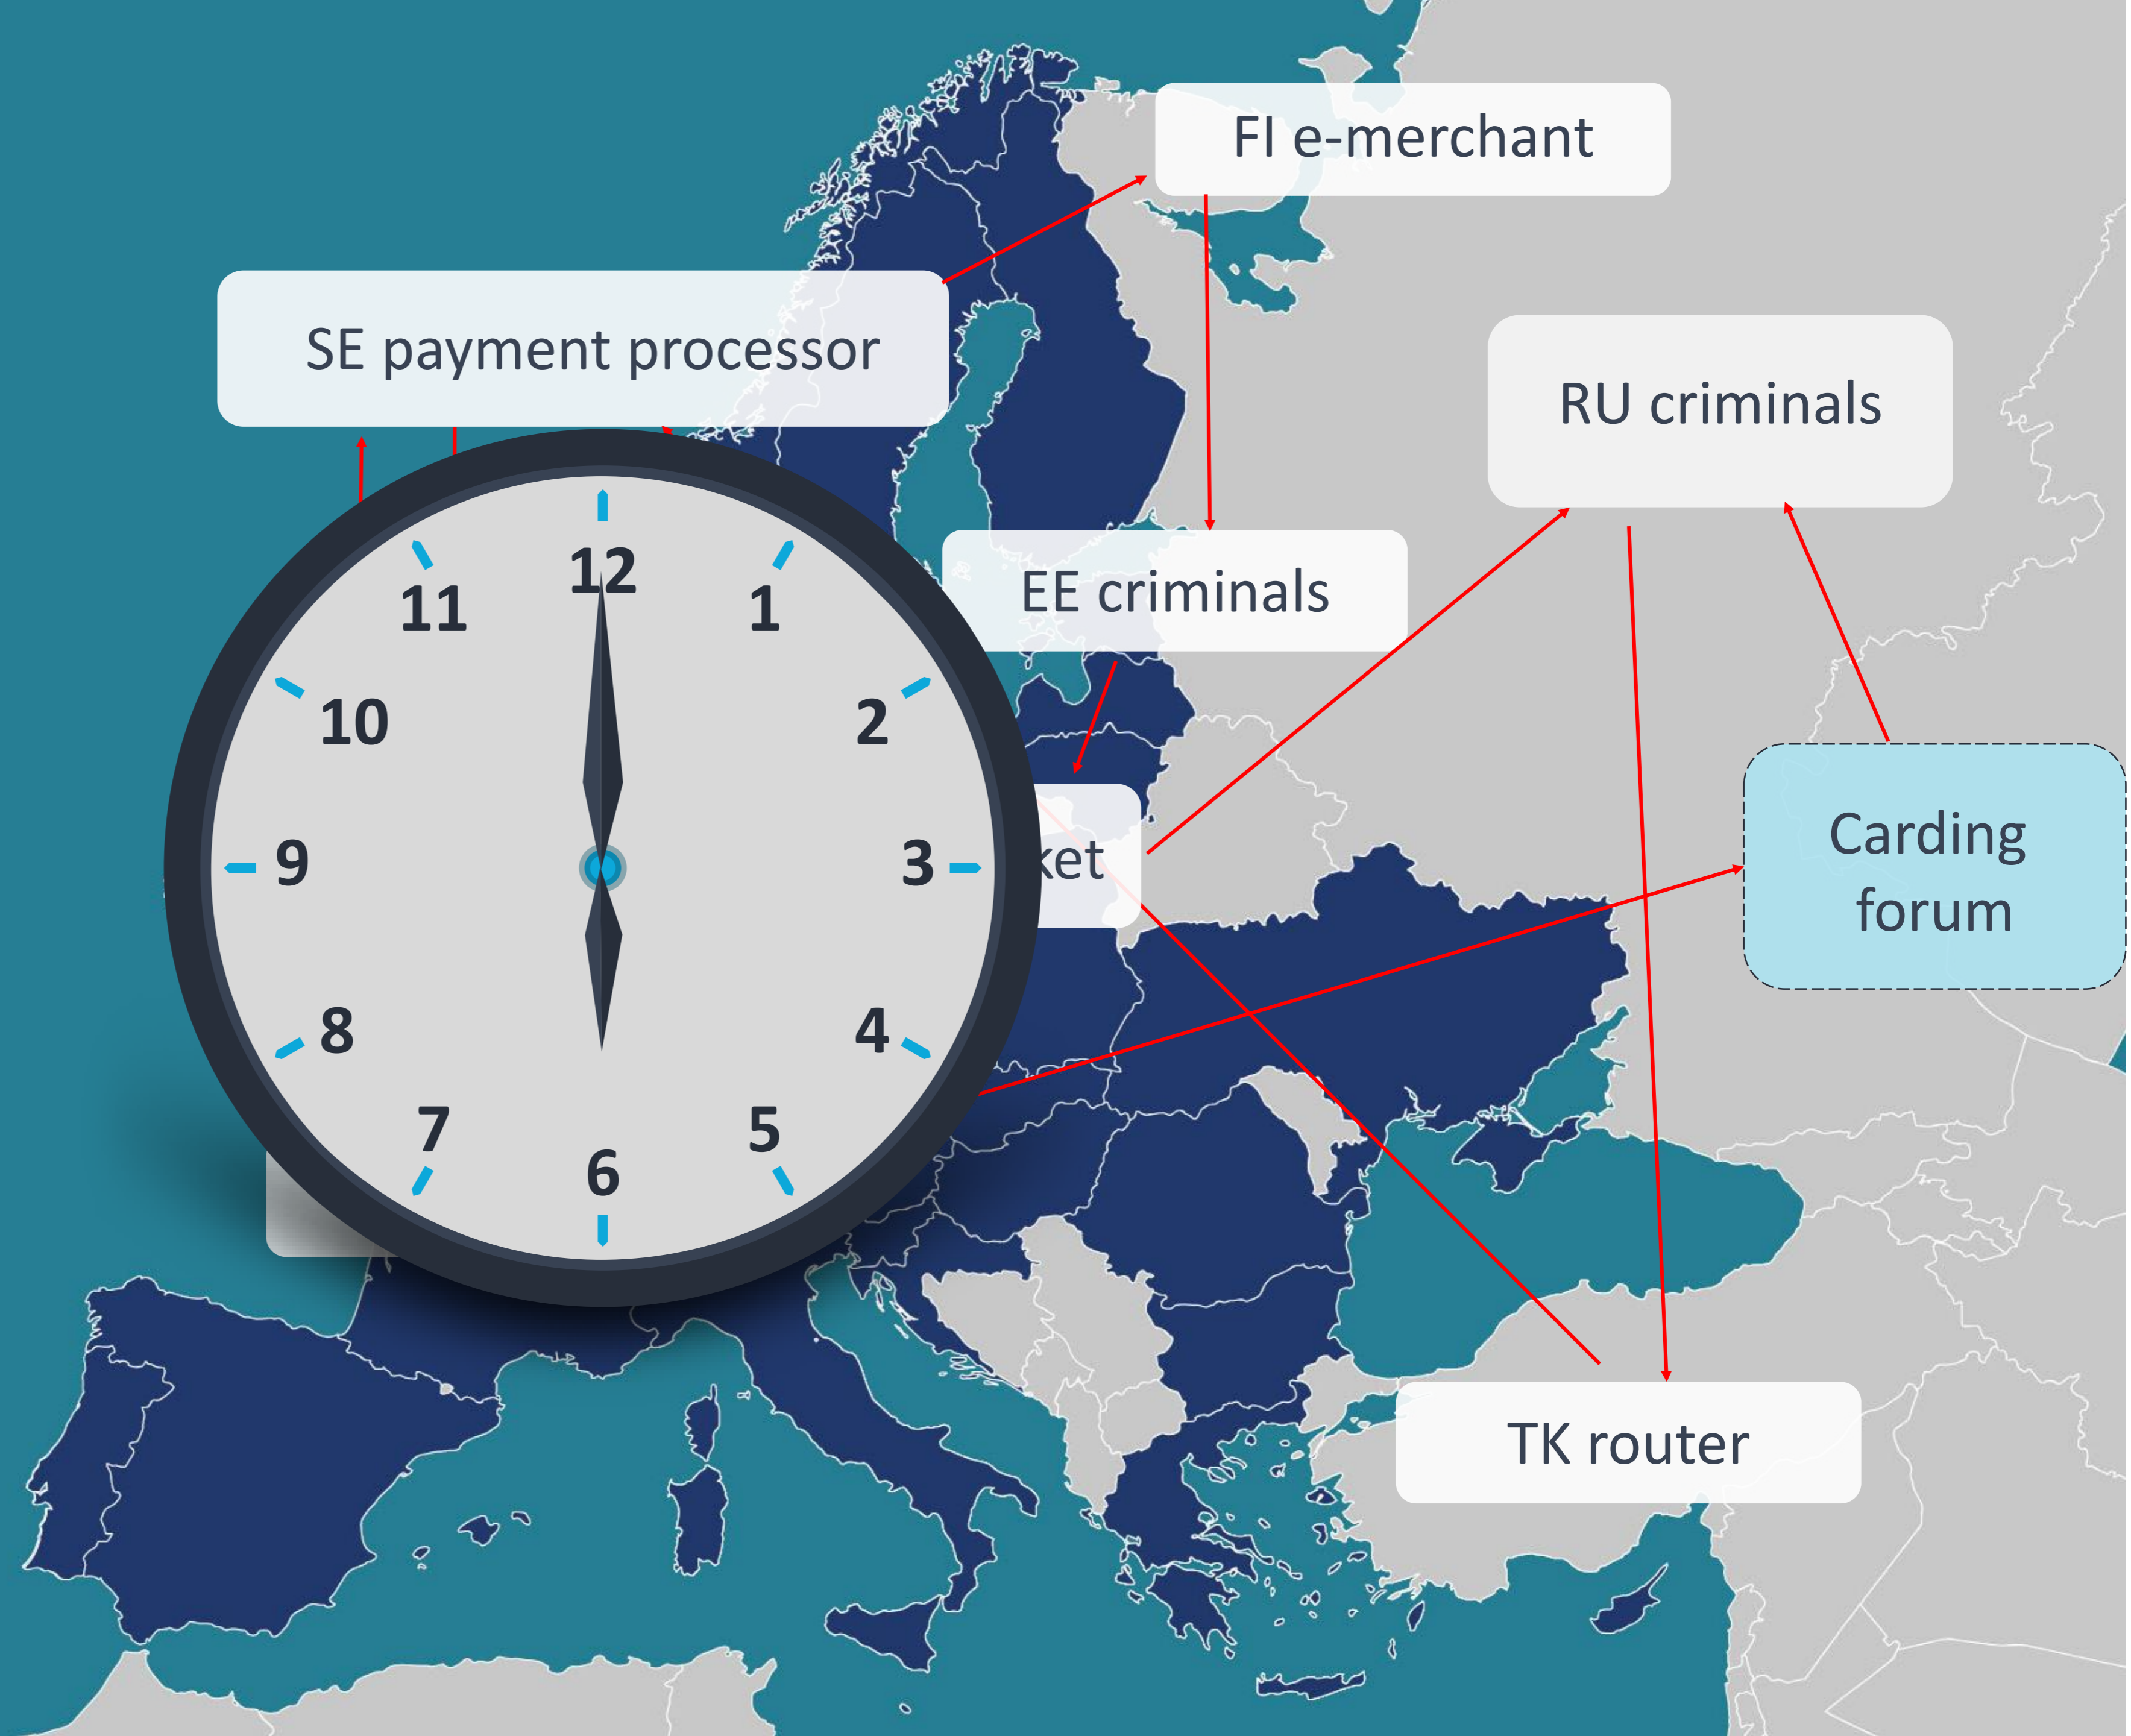 FI e-merchant
SE payment processor
RU criminals
EE criminals
12
1
2
3
4
5
6
7
8
9
10
11
Carding
forum
TK router